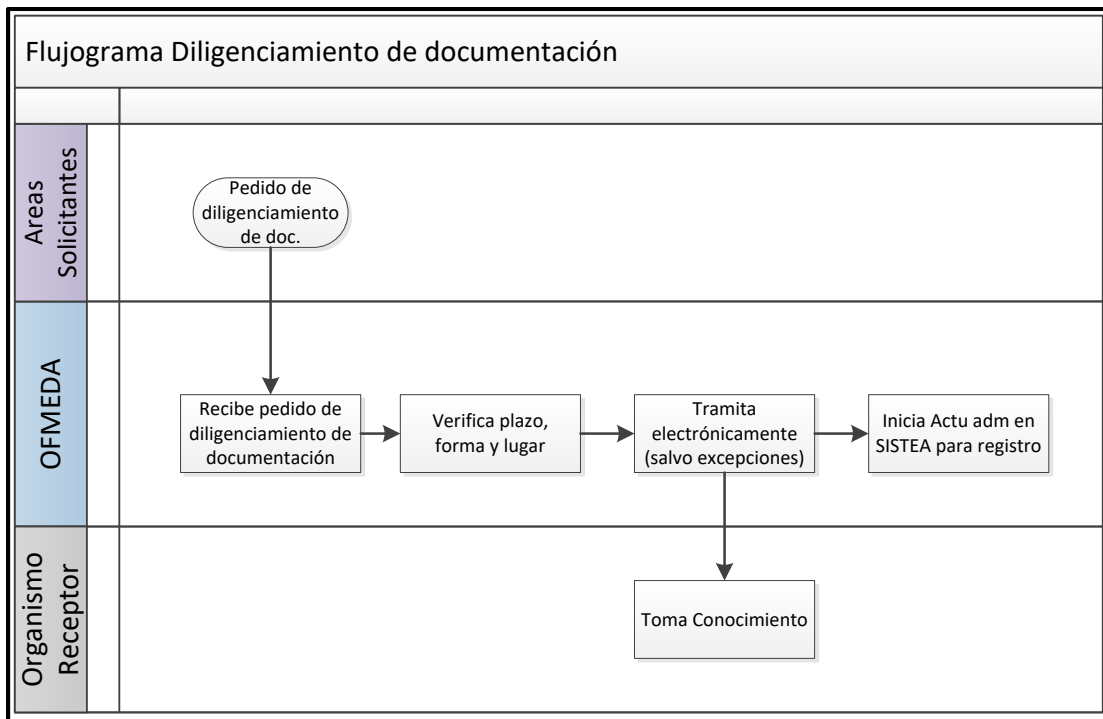 Flujograma Diligenciamiento de documentación
Areas
Solicitantes
Pedido de
diligenciamiento
de doc.
OFMEDA
Recibe pedido de
diligenciamiento de
documentación
Verifica plazo,
forma y lugar
Tramita
electrónicamente
(salvo excepciones)
Inicia Actu adm en
SISTEA para registro
Organismo
Receptor
Toma Conocimiento